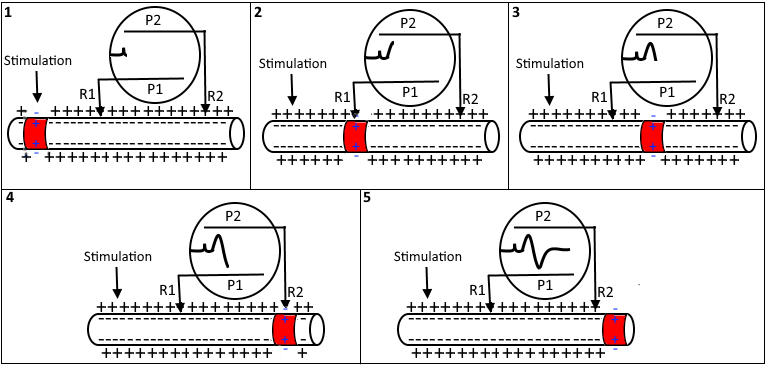 1
P2
Stimulation
P1
R1
R2
2
P2
Stimulation
P1
R1
R2
3
P2
Stimulation
P1
R1
R2
4
P2
Stimulation
P1
R1
R2
5
P2
Stimulation
P1
R1
R2